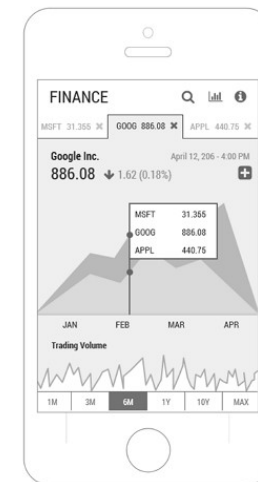 FINANCE
MSFT 31.355 × GOOG 886.08 × APPL 440.75 ×
Google Inc. April 12, 206 - 4:00 PM
886.08 1.62 (0.18%)
MSFT 31.355
GOOG 886.08
APPL 440.75
JAN FEB MAR APR
Trading Volume
1M 3M 6M 1Y 10Y MAX